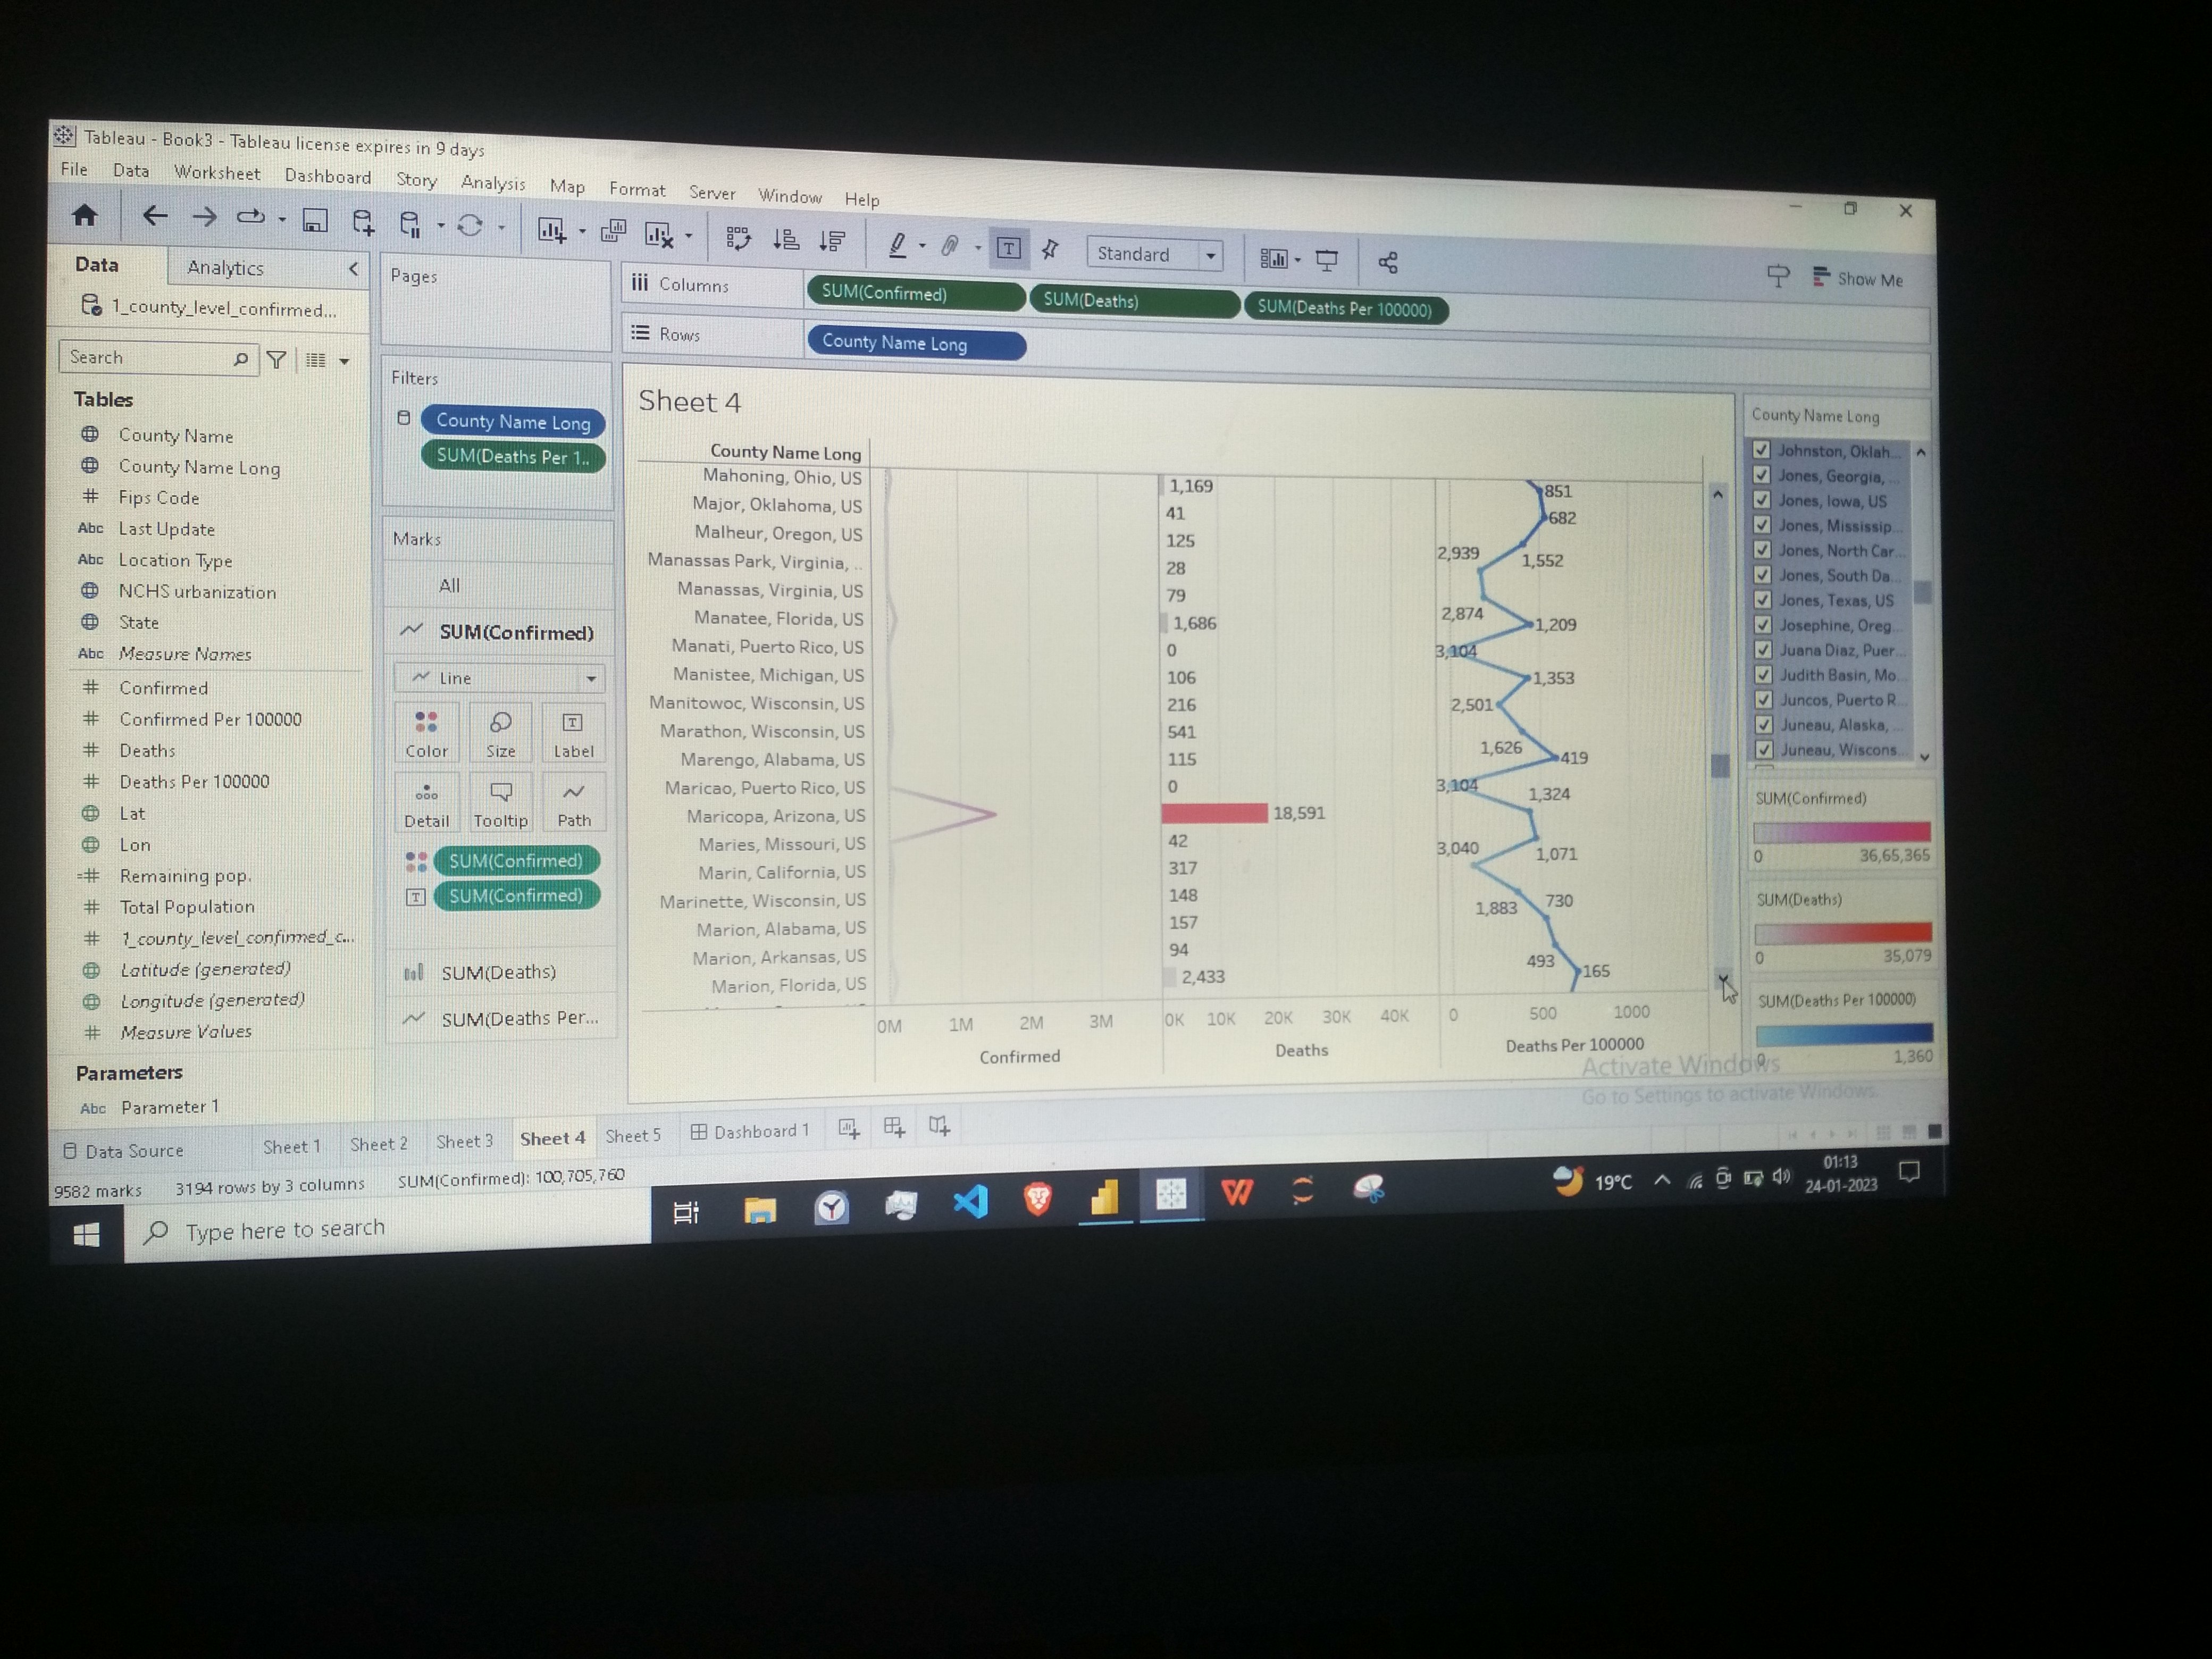 Tableau - Book3 - Tableau license expires in 9 days
File Data Worksheet Dashboard Story Analysis Map Format Server Window Help
Standard
Show Me
Data Analytics
1_county_level_confirmed...
Search
Tables
County Name
County Name Long
# Fips Code
Abc Last Update
Abc Location Type
NCHS urbanization
State
Abc Measure Names
# Confirmed
# Confirmed Per 100000
# Deaths
# Deaths Per 100000
Lat
Lon
=# Remaining pop.
# Total Population
# 1_county_level_confirmed_c...
Latitude (generated)
Longitude (generated)
# Measure Values
Parameters
Abc Parameter 1
Pages
Filters
County Name Long
SUM(Deaths Per 1..
Marks
All
SUM(Confirmed)
Line
Color Size Label
Detail Tooltip Path
SUM(Confirmed)
SUM(Confirmed)
SUM(Deaths)
SUM(Deaths Per...
Columns SUM(Confirmed) SUM(Deaths) SUM(Deaths Per 100000)
Rows County Name Long
Sheet 4
County Name Long
Mahoning, Ohio, US 1,169 851
Major, Oklahoma, US 41 682
Malheur, Oregon, US 125 1,552
Manassas Park, Virginia, .. 28 2,939
Manassas, Virginia, US 79 2,874
Manatee, Florida, US 1,686 1,209
Manati, Puerto Rico, US 0 3,104
Manistee, Michigan, US 106 1,353
Manitowoc, Wisconsin, US 216 2,501
Marathon, Wisconsin, US 541 1,626
Marengo, Alabama, US 115 419
Maricao, Puerto Rico, US 0 3,104
Maricopa, Arizona, US 18,591 1,324
Maries, Missouri, US 42 1,071
Marin, California, US 317 3,040
Marinette, Wisconsin, US 148 1,883
Marion, Alabama, US 157 730
Marion, Arkansas, US 94 493
Marion, Florida, US 2,433 165
0M 1M 2M 3M 0K 10K 20K 30K 40K 0 500 1000
Confirmed Deaths Deaths Per 100000
County Name Long
Johnston, Oklah...
Jones, Georgia, ...
Jones, Iowa, US
Jones, Mississip...
Jones, North Car...
Jones, South Da...
Jones, Texas, US
Josephine, Oreg...
Juana Diaz, Puer...
Judith Basin, Mo...
Juncos, Puerto R...
Juneau, Alaska, ...
Juneau, Wiscons...
SUM(Confirmed)
0 36,65,365
SUM(Deaths)
0 35,079
SUM(Deaths Per 100000)
0 1,360
Activate Windows
Go to Settings to activate Windows.
Data Source Sheet 1 Sheet 2 Sheet 3 Sheet 4 Sheet 5 Dashboard 1
9582 marks 3194 rows by 3 columns SUM(Confirmed): 100,705,760
Type here to search
19°C
01:13
24-01-2023